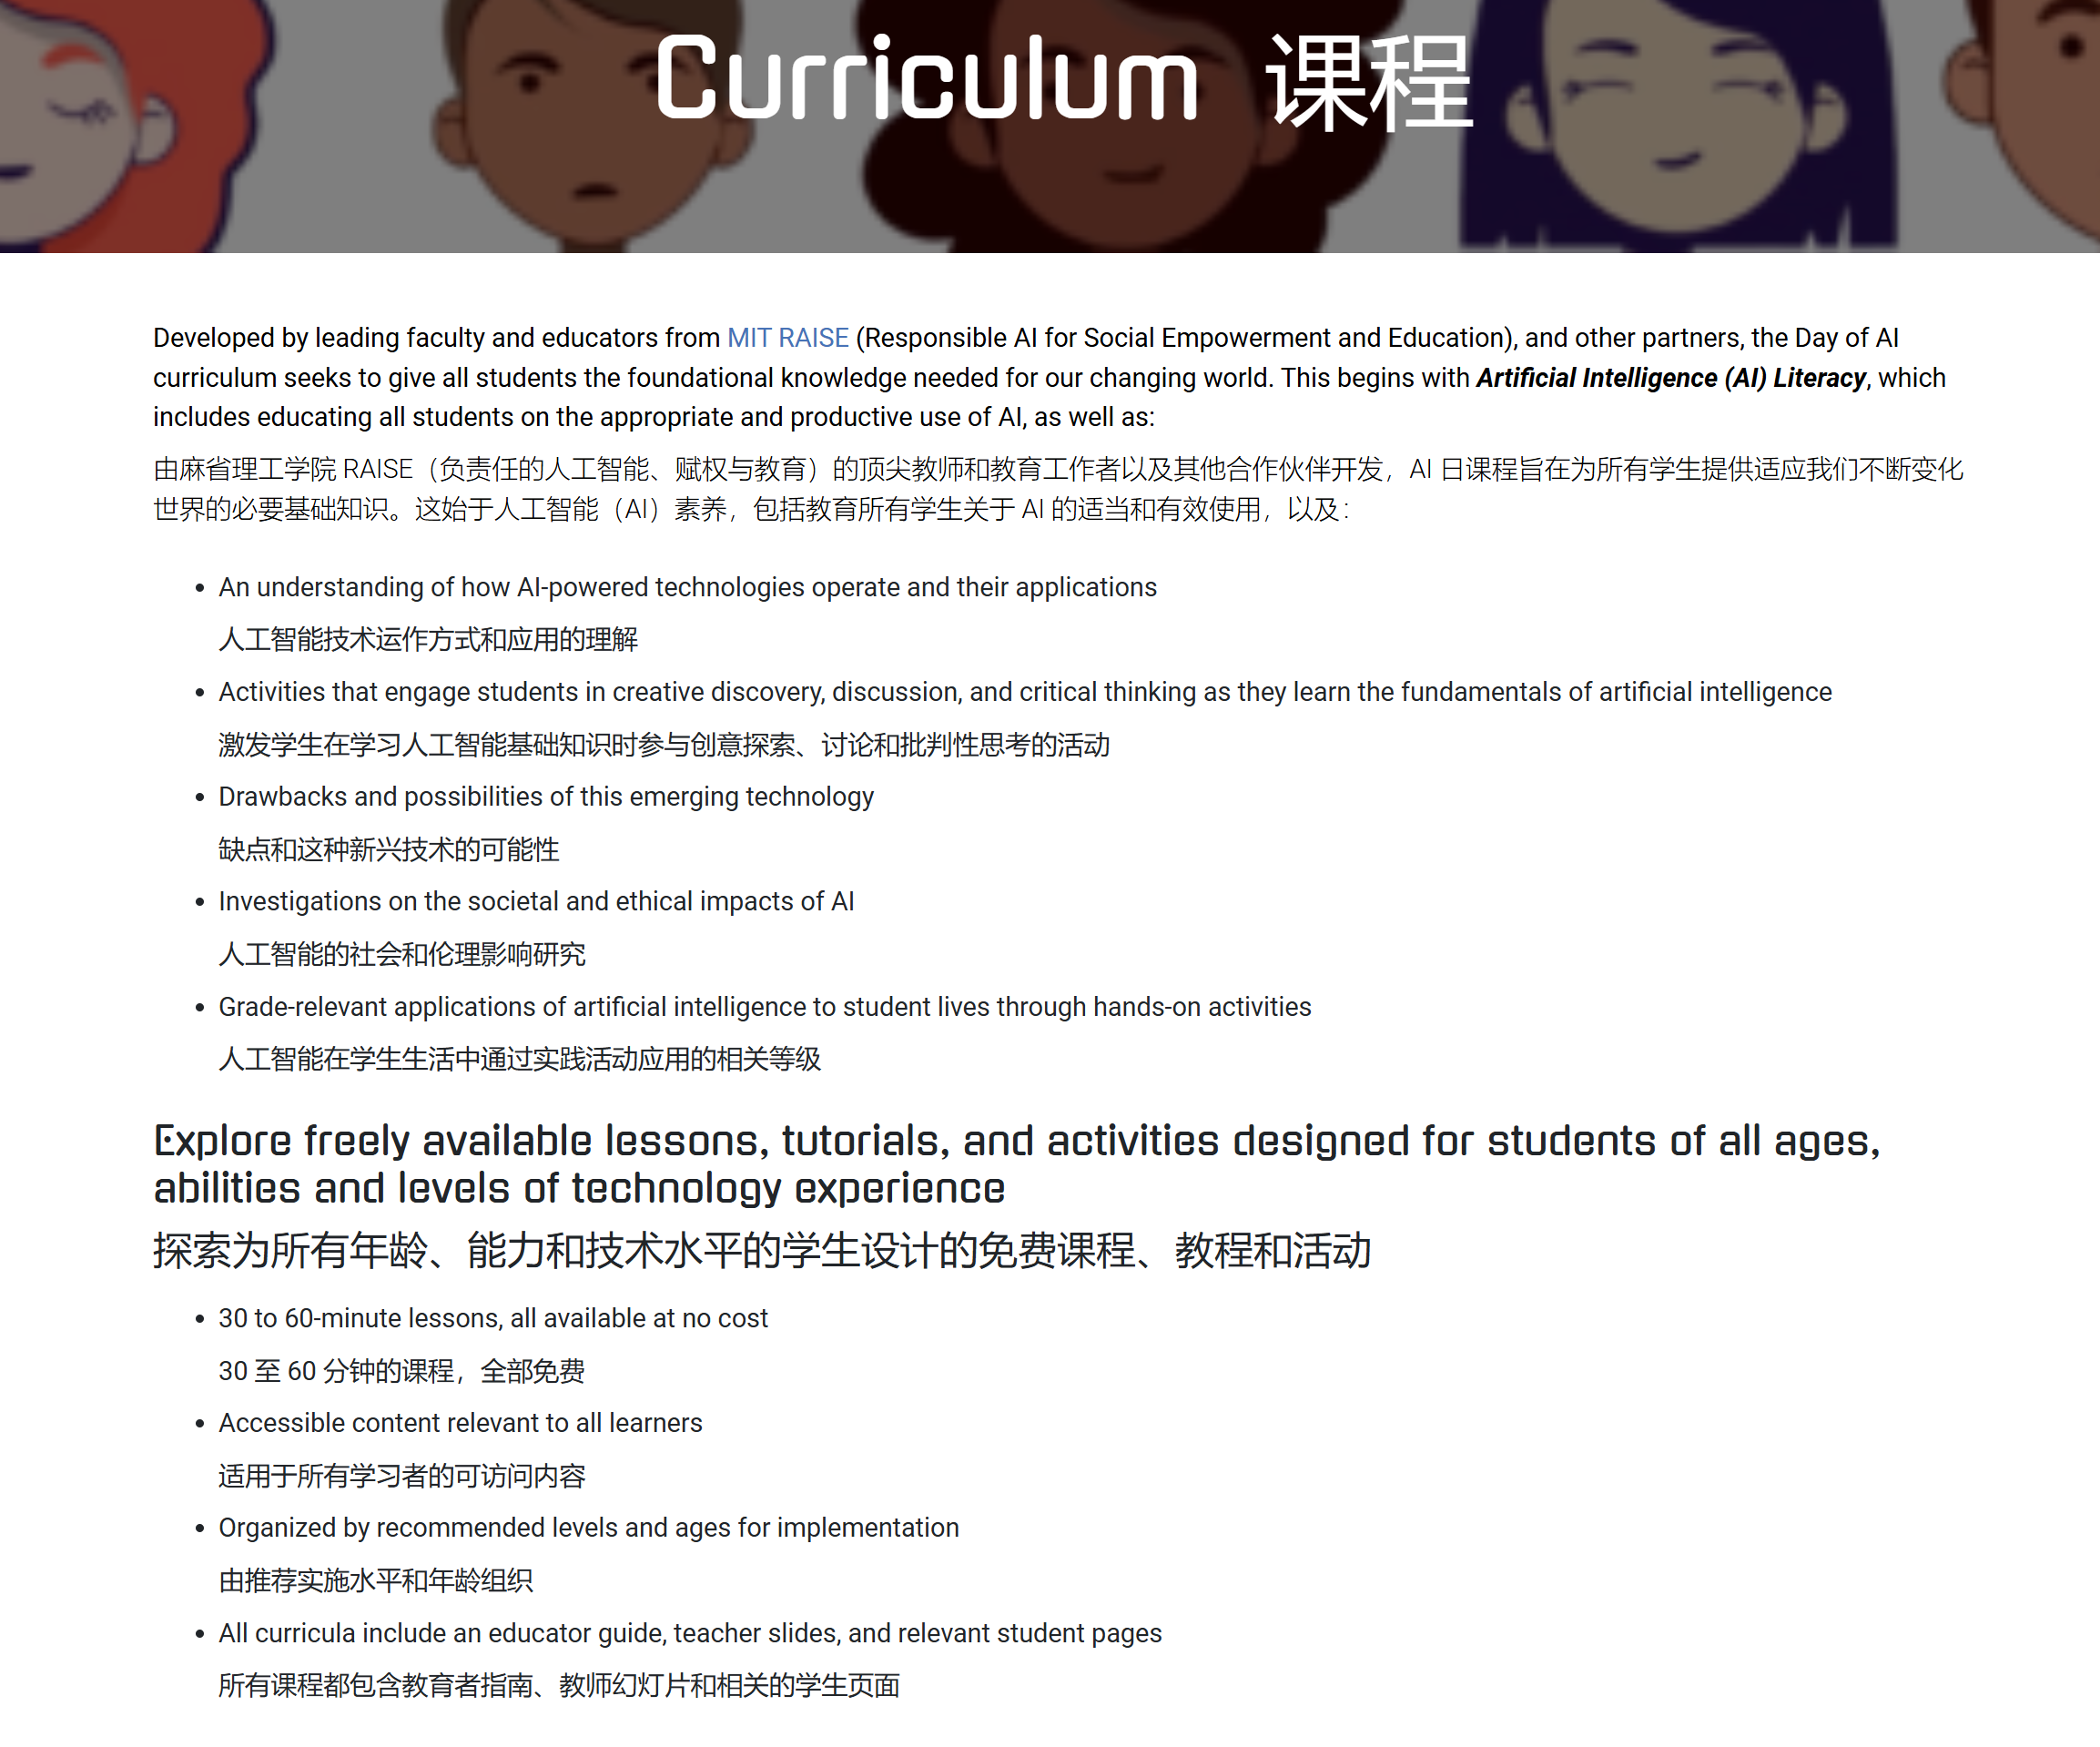 Curriculum 课程
Developed by leading faculty and educators from MIT RAISE (Responsible AI for Social Empowerment and Education), and other partners, the Day of AI
curriculum seeks to give all students the foundational knowledge needed for our changing world. This begins with Artificial Intelligence (AI) Literacy, which
includes educating all students on the appropriate and productive use of AI, as well as:
由麻省理工学院 RAISE（负责任的人工智能、赋权与教育）的顶尖教师和教育工作者以及其他合作伙伴开发，AI 日课程旨在为所有学生提供适应我们不断变化
世界的必要基础知识。这始于人工智能（AI）素养，包括教育所有学生关于 AI 的适当和有效使用，以及：
• An understanding of how AI-powered technologies operate and their applications
人工智能技术运作方式和应用的理解
• Activities that engage students in creative discovery, discussion, and critical thinking as they learn the fundamentals of artificial intelligence
激发学生在学习人工智能基础知识时参与创意探索、讨论和批判性思考的活动
• Drawbacks and possibilities of this emerging technology
缺点和这种新兴技术的可能性
• Investigations on the societal and ethical impacts of AI
人工智能的社会和伦理影响研究
• Grade-relevant applications of artificial intelligence to student lives through hands-on activities
人工智能在学生生活中通过实践活动应用的相关等级
Explore freely available lessons, tutorials, and activities designed for students of all ages,
abilities and levels of technology experience
探索为所有年龄、能力和技术水平的学生设计的免费课程、教程和活动
• 30 to 60-minute lessons, all available at no cost
30 至 60 分钟的课程，全部免费
• Accessible content relevant to all learners
适用于所有学习者的可访问内容
• Organized by recommended levels and ages for implementation
由推荐实施水平和年龄组织
• All curricula include an educator guide, teacher slides, and relevant student pages
所有课程都包含教育者指南、教师幻灯片和相关的学生页面